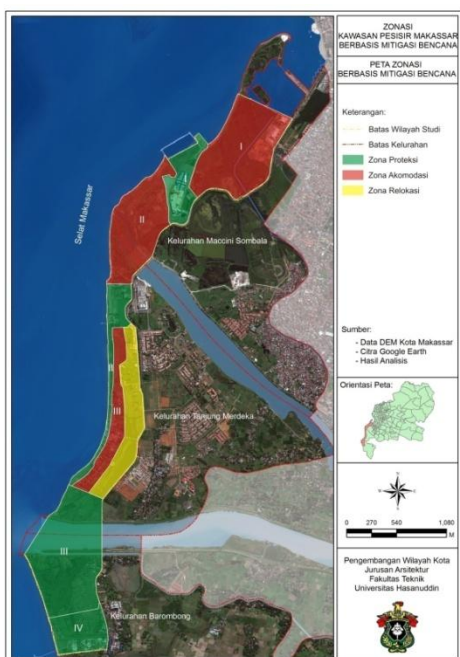 ZONASI
KAWASAN PESISIR MAKASSAR
BERBASIS MITIGASI BENCANA
PETA ZONASI
BERBASIS MITIGASI BENCANA
Keterangan:
Batas Wilayah Studi
Batas Kelurahan
Zona Proteksi
Zona Akomodasi
Zona Relokasi
Sumber:
- Data DEM Kota Makassar
- Citra Google Earth
- Hasil Analisis
Orientasi Peta:
0 270 540 1,080
M
Pengembangan Wilayah Kota
Jurusan Arsitektur
Fakultas Teknik
Universitas Hasanuddin
Selat Makassar
I
I
II
Kelurahan Maccini Sombala
II
III
Kelurahan Tanjung Merdeka
III
IV
Kelurahan Barombong